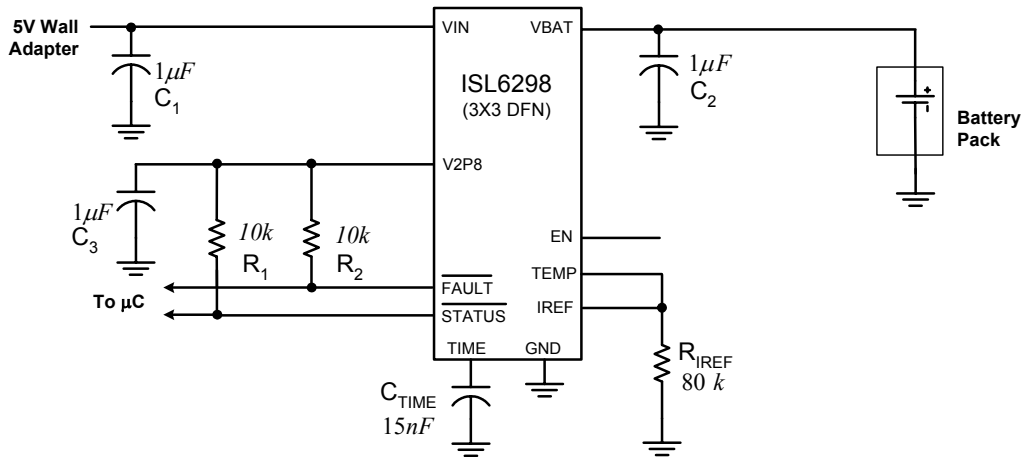 5V Wall
Adapter
1µF
C1
VIN
VBAT
ISL6298
(3X3 DFN)
1µF
C2
+
Battery
Pack
V2P8
1µF
C3
10k
R1
10k
R2
EN
TEMP
IREF
FAULT
STATUS
To µC
TIME
GND
CTIME
15nF
RIREF
80 k